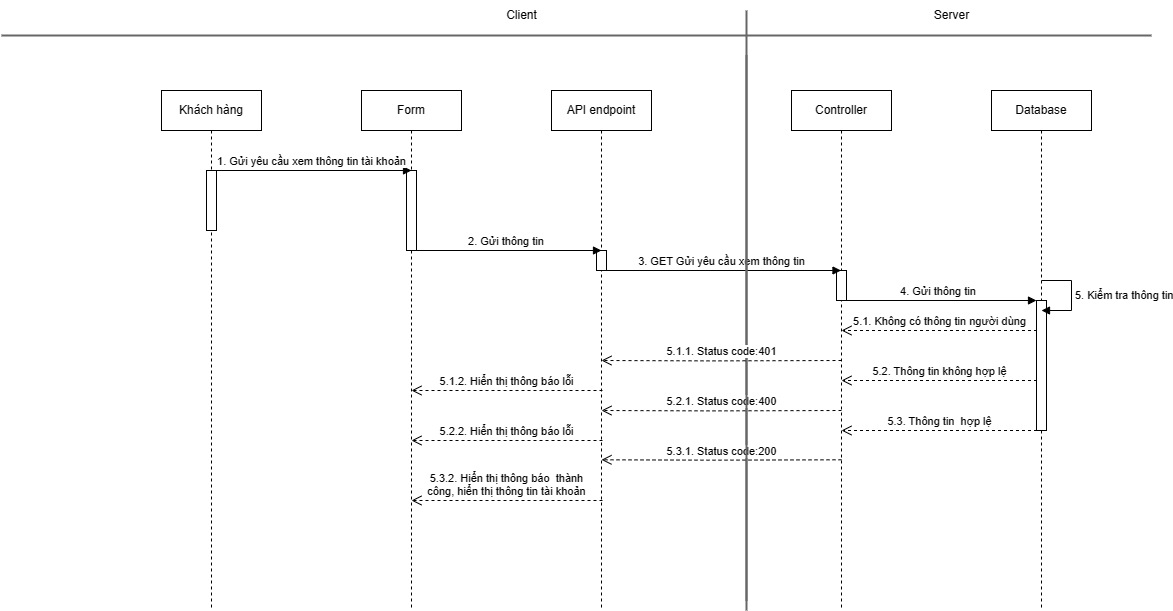 Client
Server
Khách hàng
Form
API endpoint
Controller
Database
1. Gửi yêu cầu xem thông tin tài khoản
2. Gửi thông tin
3. GET Gửi yêu cầu xem thông tin
4. Gửi thông tin
5. Kiểm tra thông tin
5.1. Không có thông tin người dùng
5.1.1. Status code:401
5.1.2. Hiển thị thông báo lỗi
5.2. Thông tin không hợp lệ
5.2.1. Status code:400
5.3. Thông tin hợp lệ
5.2.2. Hiển thị thông báo lỗi
5.3.1. Status code:200
5.3.2. Hiển thị thông báo thành
công, hiển thị thông tin tài khoản